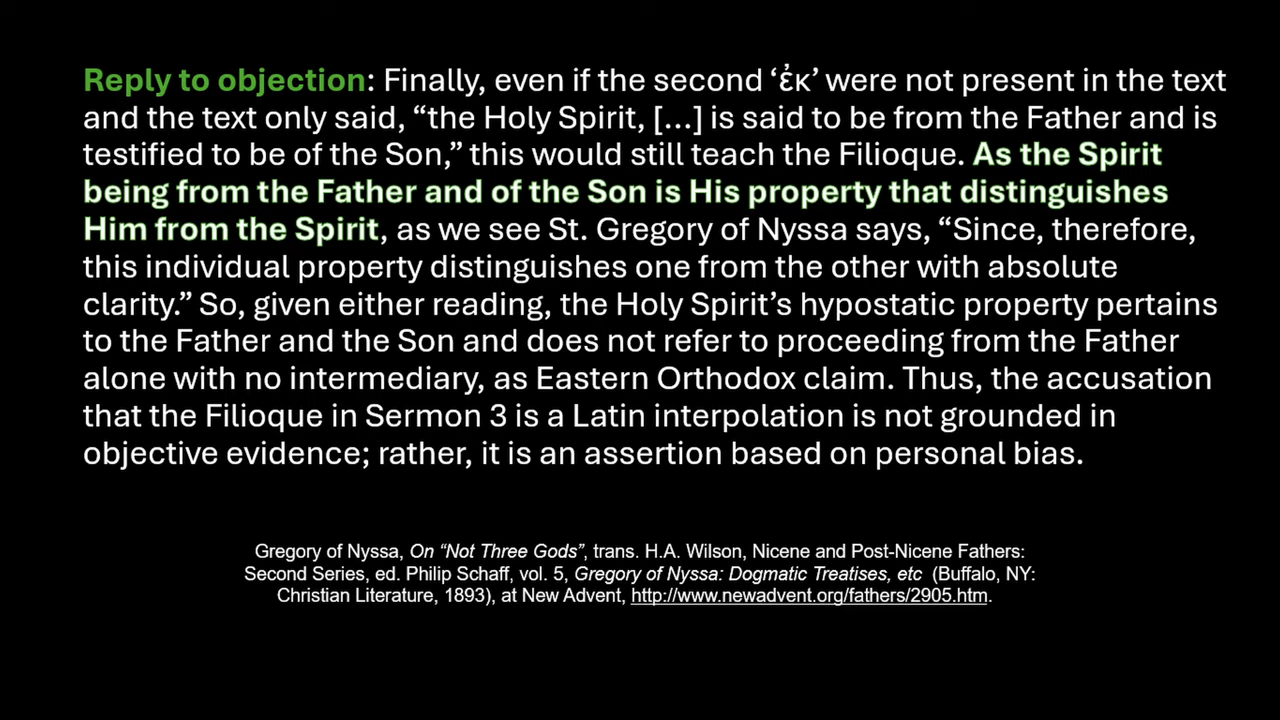 Reply to objection: Finally, even if the second ‘ἐκ’ were not present in the text
and the text only said, “the Holy Spirit, [...] is said to be from the Father and is
testified to be of the Son,” this would still teach the Filioque. As the Spirit
being from the Father and of the Son is His property that distinguishes
Him from the Spirit, as we see St. Gregory of Nyssa says, “Since, therefore,
this individual property distinguishes one from the other with absolute
clarity.” So, given either reading, the Holy Spirit’s hypostatic property pertains
to the Father and the Son and does not refer to proceeding from the Father
alone with no intermediary, as Eastern Orthodox claim. Thus, the accusation
that the Filioque in Sermon 3 is a Latin interpolation is not grounded in
objective evidence; rather, it is an assertion based on personal bias.
Gregory of Nyssa, On “Not Three Gods”, trans. H.A. Wilson, Nicene and Post-Nicene Fathers:
Second Series, ed. Philip Schaff, vol. 5, Gregory of Nyssa: Dogmatic Treatises, etc (Buffalo, NY:
Christian Literature, 1893), at New Advent, http://www.newadvent.org/fathers/2905.htm.